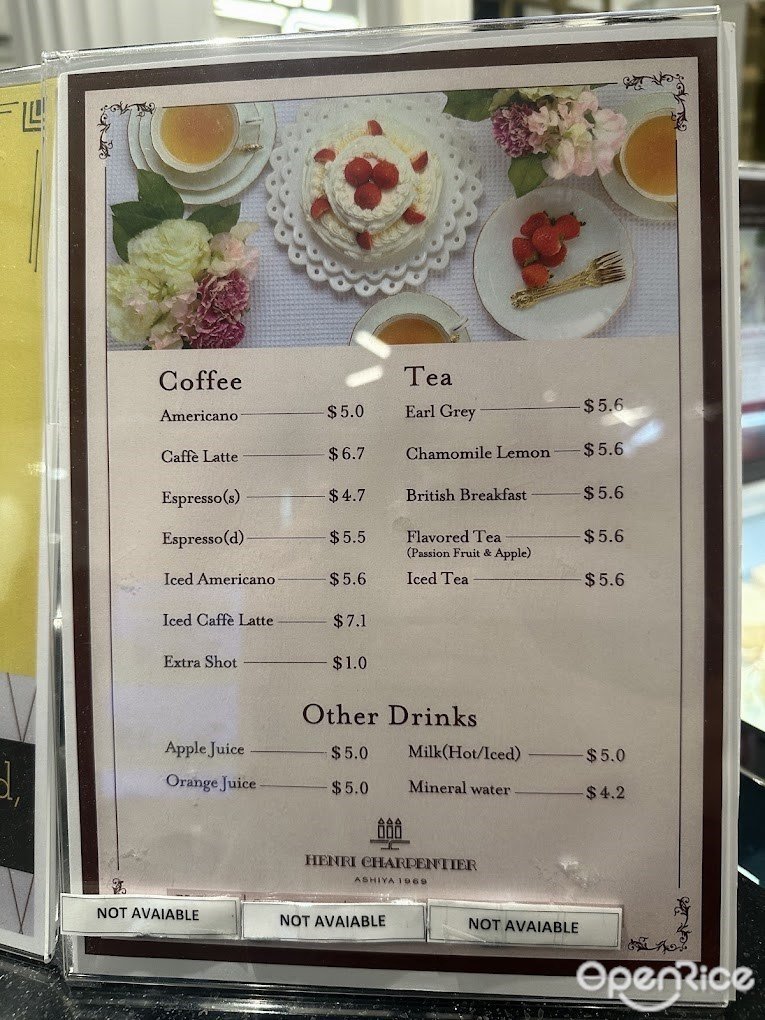 Coffee
Americano $5.0
Caffè Latte $6.7
Espresso(s) $4.7
Espresso(d) $5.5
Iced Americano $5.6
Iced Caffè Latte $7.1
Extra Shot $1.0
Tea
Earl Grey $5.6
Chamomile Lemon $5.6
British Breakfast $5.6
Flavored Tea $5.6
(Passion Fruit & Apple)
Iced Tea $5.6
Other Drinks
Apple Juice $5.0
Orange Juice $5.0
Milk(Hot/Iced) $5.0
Mineral water $4.2
HENRI CHARPENTIER
ASHIYA 1969
NOT AVAIABLE
NOT AVAIABLE
NOT AVAIABLE
d,
OpenRice